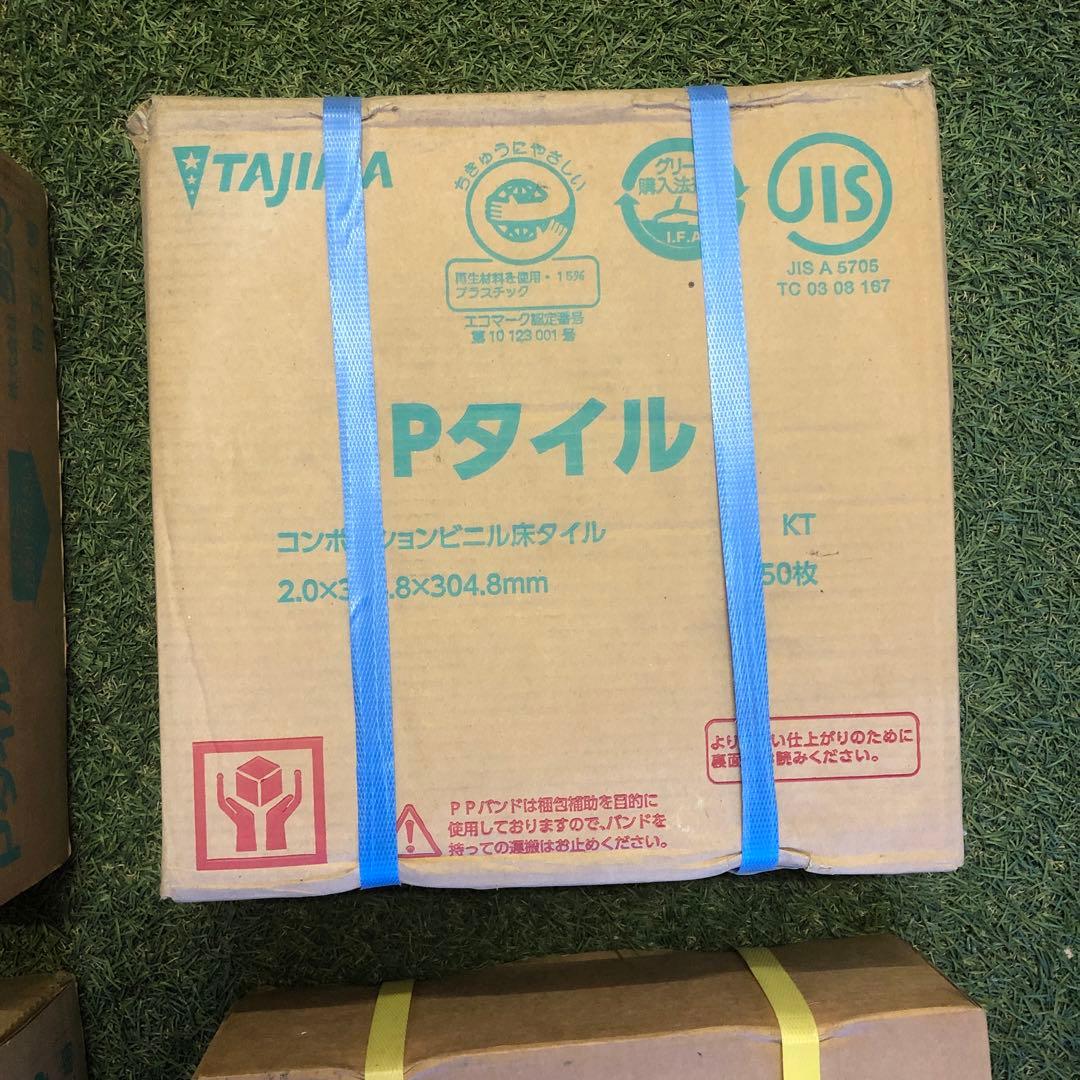 TAJIMA
ちきゅうにやさしい
再生材料を使用・15%
プラスチック
エコマーク認定番号
第10 123 001号
グリー
購入法
I.F.A
JIS
JIS A 5705
TC 03 08 167
Pタイル
コンポ ションビニル床タイル
KT
2.0×3 .8×304.8mm
50枚
より い仕上がりのために
裏面 読みください。
PPバンドは梱包補助を目的に
使用しておりますので、バンドを
持っての運搬はお止めください。